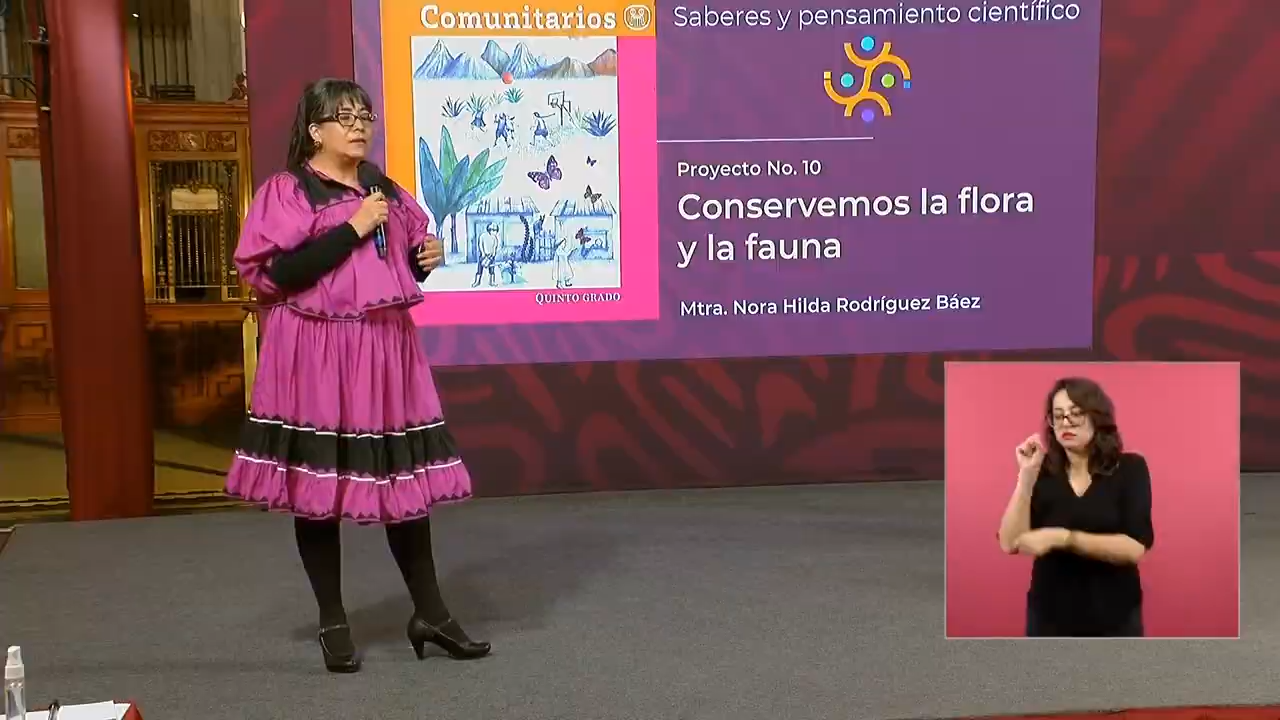 Comunitarios
QUINTO GRADO
Saberes y pensamiento científico
Proyecto No. 10
Conservemos la flora
y la fauna
Mtra. Nora Hilda Rodríguez Báez